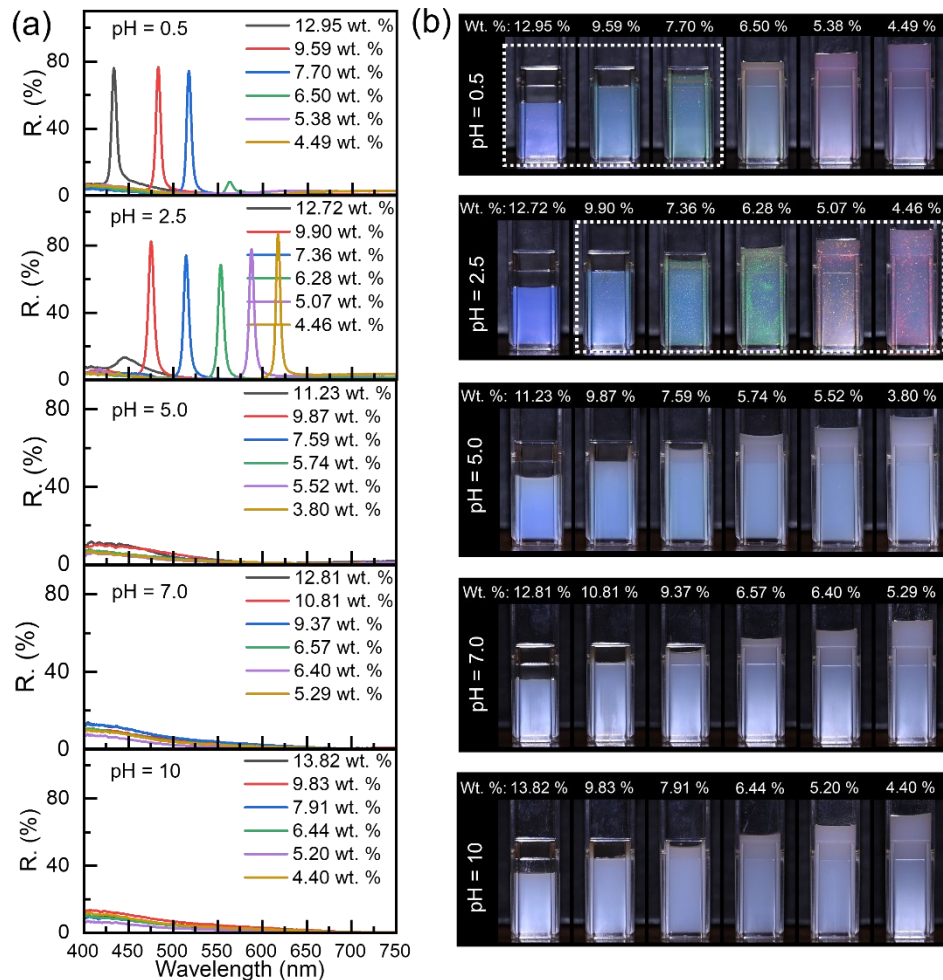 (a)
pH = 0.5
12.95 wt. %
9.59 wt. %
7.70 wt. %
6.50 wt. %
5.38 wt. %
4.49 wt. %
R. (%)
80
40
0
pH = 2.5
12.72 wt. %
9.90 wt. %
7.36 wt. %
6.28 wt. %
5.07 wt. %
4.46 wt. %
R. (%)
80
40
0
pH = 5.0
11.23 wt. %
9.87 wt. %
7.59 wt. %
5.74 wt. %
5.52 wt. %
3.80 wt. %
R. (%)
80
40
0
pH = 7.0
12.81 wt. %
10.81 wt. %
9.37 wt. %
6.57 wt. %
6.40 wt. %
5.29 wt. %
R. (%)
80
40
0
pH = 10
13.82 wt. %
9.83 wt. %
7.91 wt. %
6.44 wt. %
5.20 wt. %
4.40 wt. %
R. (%)
80
40
0
400 450 500 550 600 650 700 750
Wavelength (nm)
(b)
Wt. %: 12.95 % 9.59 % 7.70 % 6.50 % 5.38 % 4.49 %
pH = 0.5
Wt. %: 12.72 % 9.90 % 7.36 % 6.28 % 5.07 % 4.46 %
pH = 2.5
Wt. %: 11.23 % 9.87 % 7.59 % 5.74 % 5.52 % 3.80 %
pH = 5.0
Wt. %: 12.81 % 10.81 % 9.37 % 6.57 % 6.40 % 5.29 %
pH = 7.0
Wt. %: 13.82 % 9.83 % 7.91 % 6.44 % 5.20 % 4.40 %
pH = 10